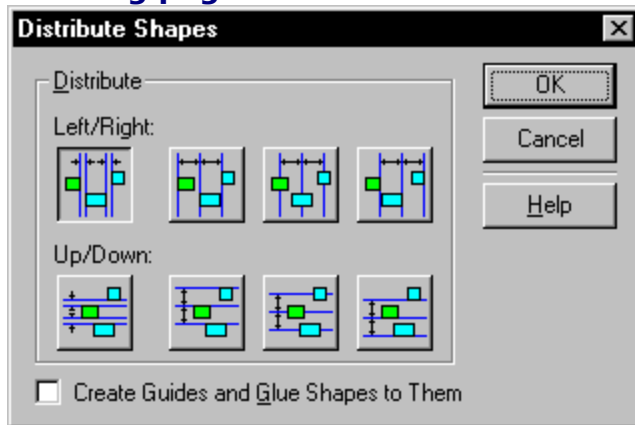 Distribute Shapes
Distribute
OK
Left/Right:
Cancel
Help
Up/Down:
Create Guides and Glue Shapes to Them